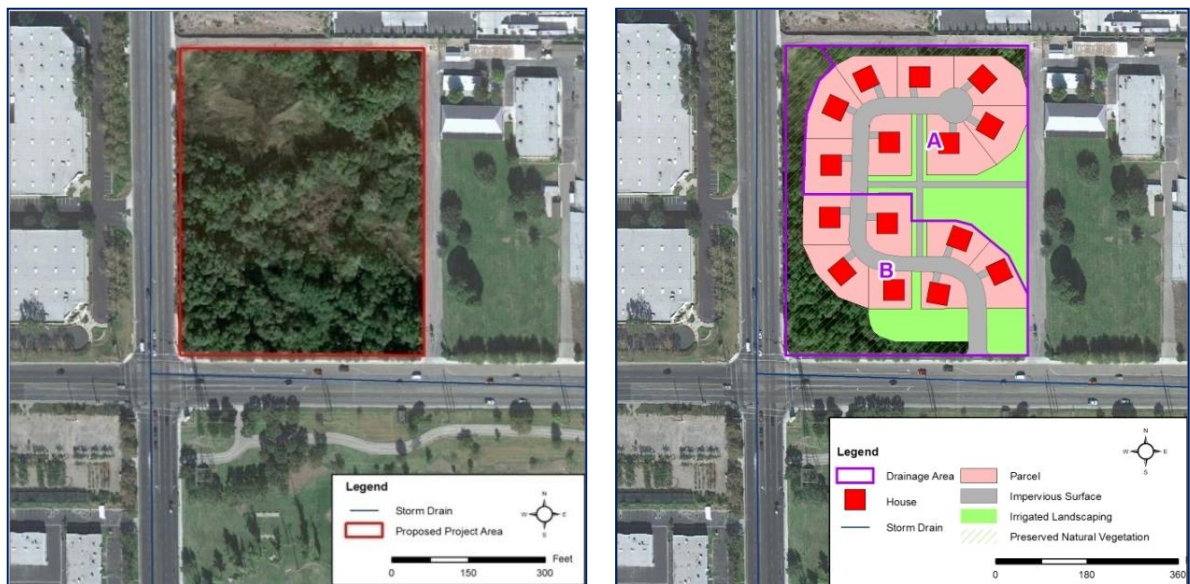 Legend
Storm Drain
Proposed Project Area
N
W E
S
Feet
0 150 300
A
B
Legend
Drainage Area
Parcel
House
Impervious Surface
Irrigated Landscaping
Storm Drain
Preserved Natural Vegetation
N
W E
S
0 180 360